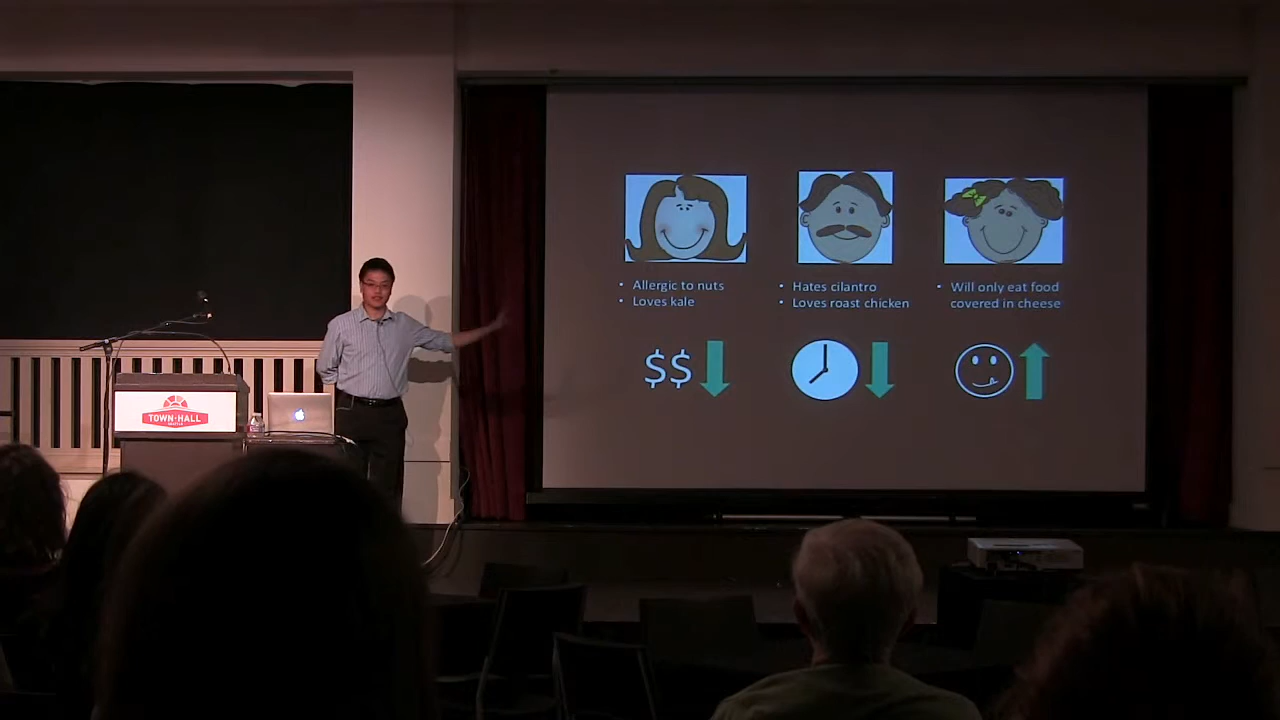 • Allergic to nuts
• Loves kale
• Hates cilantro
• Loves roast chicken
• Will only eat food
covered in cheese
$$
TOWN HALL
SEATTLE